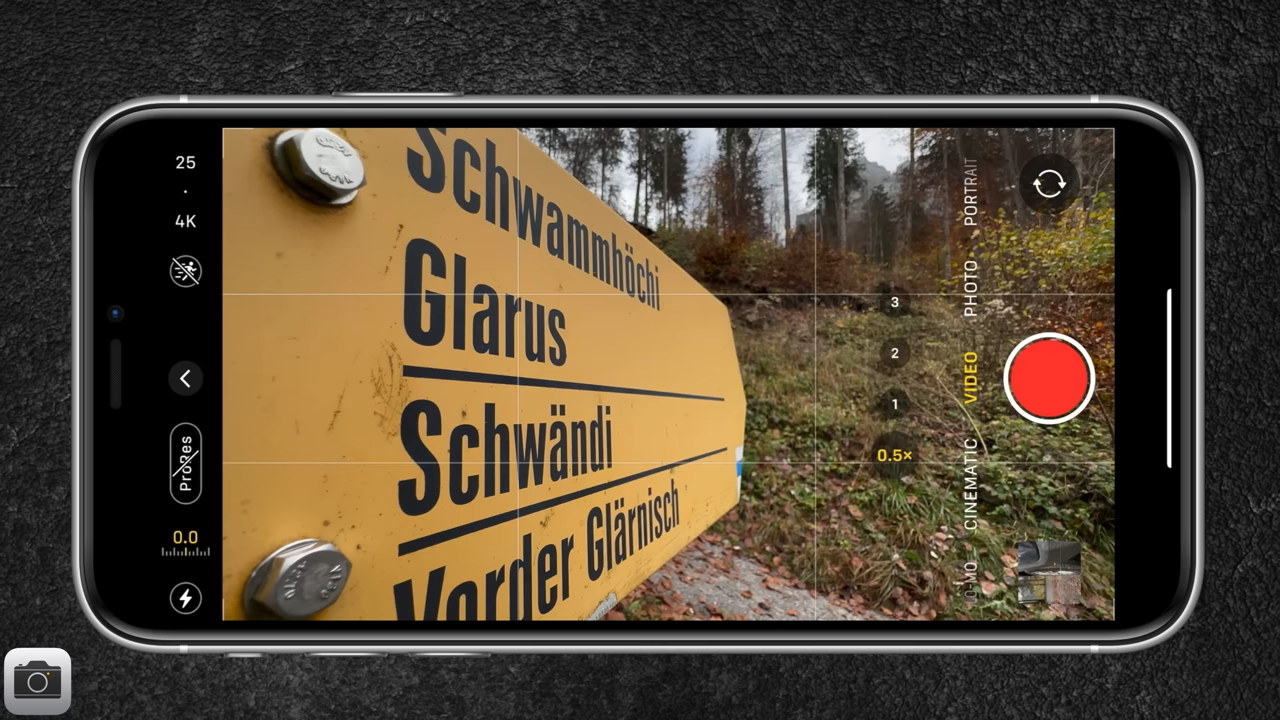 25
·
4K
ProRes
0.0
Schwammhöchi
Glarus
Schwändi
Vorder Glärnisch
3
2
1
0.5×
PORTRAIT
PHOTO
VIDEO
CINEMATIC
O-MO